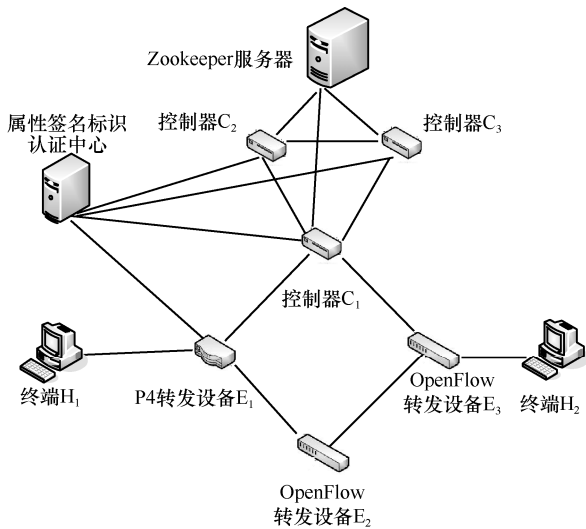 Zookeeper服务器
属性签名标识
认证中心
控制器C₂
控制器C₃
控制器C₁
终端H₁
P4转发设备E₁
OpenFlow
转发设备E₃
终端H₂
OpenFlow
转发设备E₂